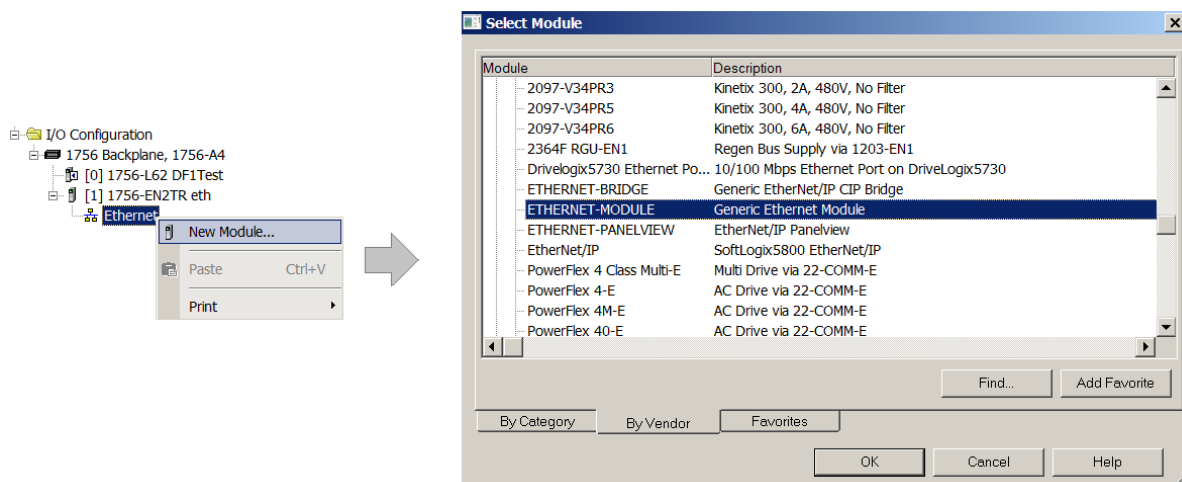 I/O Configuration
1756 Backplane, 1756-A4
[0] 1756-L62 DF1Test
[1] 1756-EN2TR eth
Ethernet
New Module...
Paste Ctrl+V
Print
Select Module
Module Description
2097-V34PR3 Kinetix 300, 2A, 480V, No Filter
2097-V34PR5 Kinetix 300, 4A, 480V, No Filter
2097-V34PR6 Kinetix 300, 6A, 480V, No Filter
2364F RGU-EN1 Regen Bus Supply via 1203-EN1
Drivelogix5730 Ethernet Po... 10/100 Mbps Ethernet Port on DriveLogix5730
ETHERNET-BRIDGE Generic EtherNet/IP CIP Bridge
ETHERNET-MODULE Generic Ethernet Module
ETHERNET-PANELVIEW EtherNet/IP Panelview
EtherNet/IP SoftLogix5800 EtherNet/IP
PowerFlex 4 Class Multi-E Multi Drive via 22-COMM-E
PowerFlex 4-E AC Drive via 22-COMM-E
PowerFlex 4M-E AC Drive via 22-COMM-E
PowerFlex 40-E AC Drive via 22-COMM-E
Find... Add Favorite
By Category By Vendor Favorites
OK Cancel Help